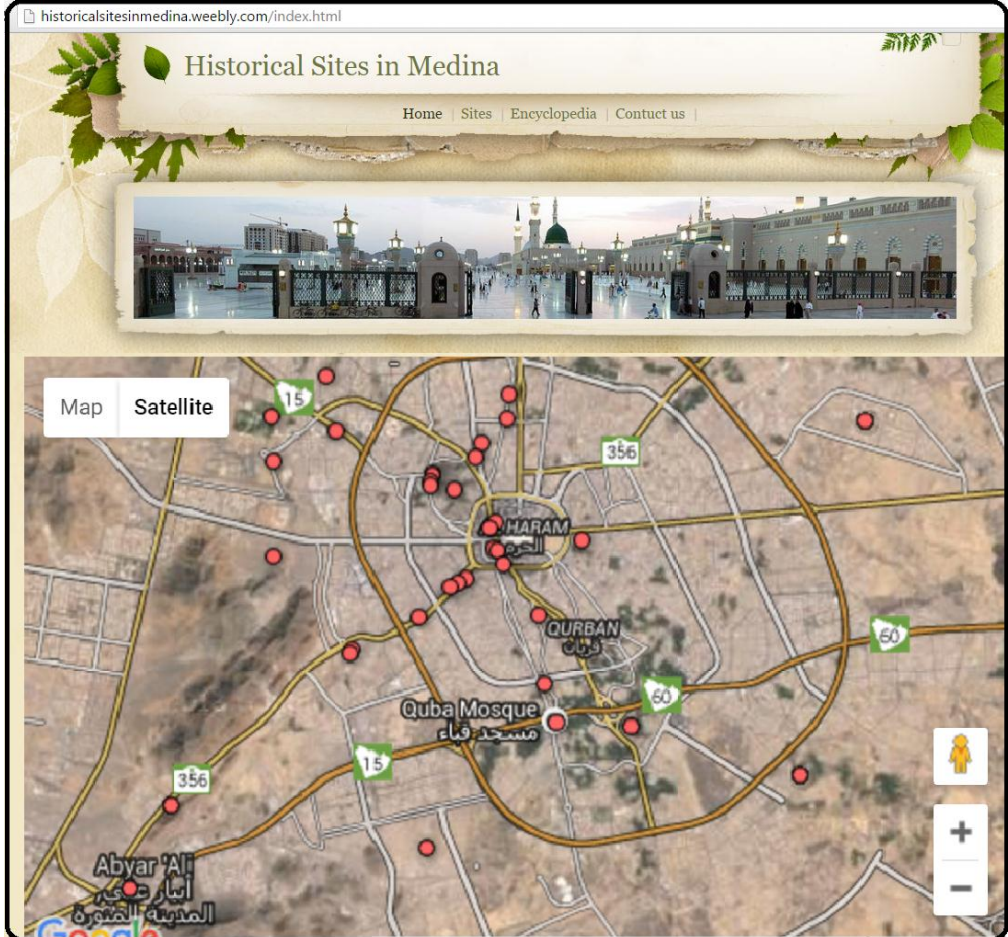 historicalsitesinmedina.weebly.com/index.html
Historical Sites in Medina
Home | Sites | Encyclopedia | Contuct us |
Map Satellite
15
356
HARAM
الحرم
QURBAN
قربان
60
60
Quba Mosque
مسجد قباء
15
356
Abyar 'Ali
أبيار علي،
المدينة المنورة
Google